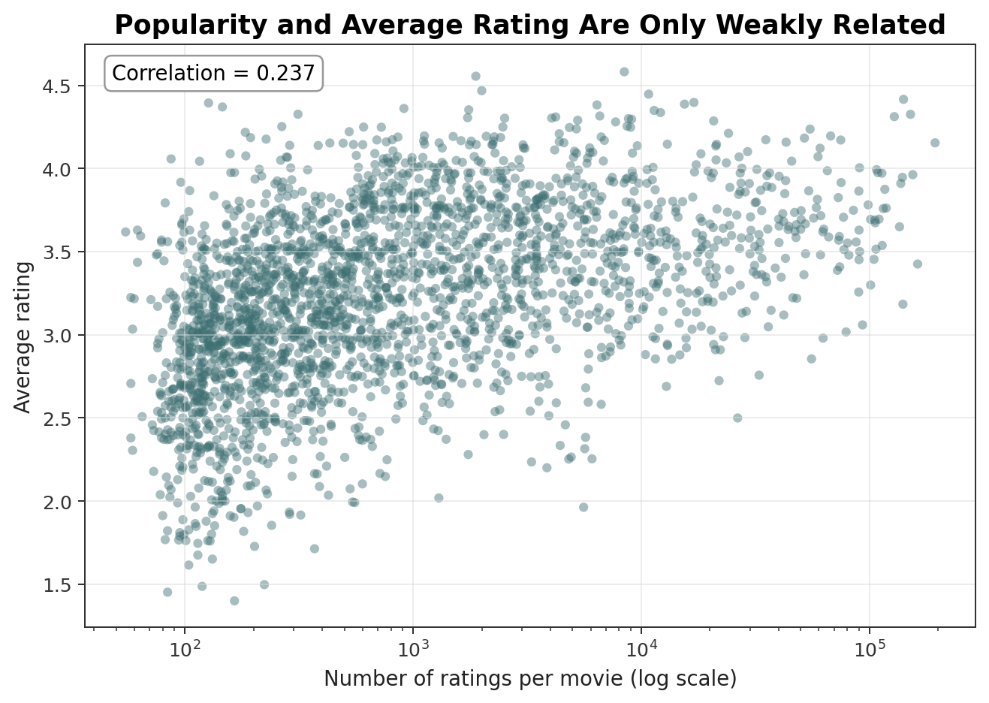 Popularity and Average Rating Are Only Weakly Related
Correlation = 0.237
4.5
4.0
3.5
3.0
2.5
2.0
1.5
Average rating
10² 10³ 10⁴ 10⁵
Number of ratings per movie (log scale)